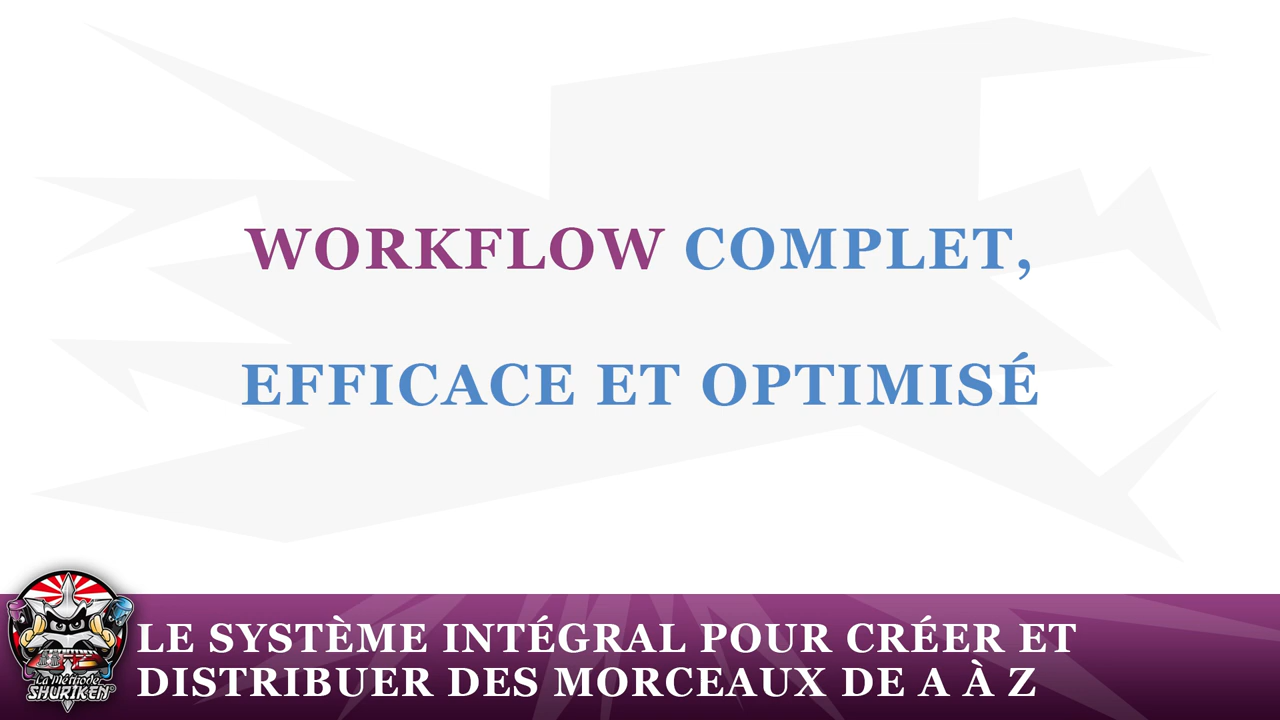 WORKFLOW COMPLET,
EFFICACE ET OPTIMISÉ
LE SYSTÈME INTÉGRAL POUR CRÉER ET
DISTRIBUER DES MORCEAUX DE A À Z
La Méthode
SHURIKEN